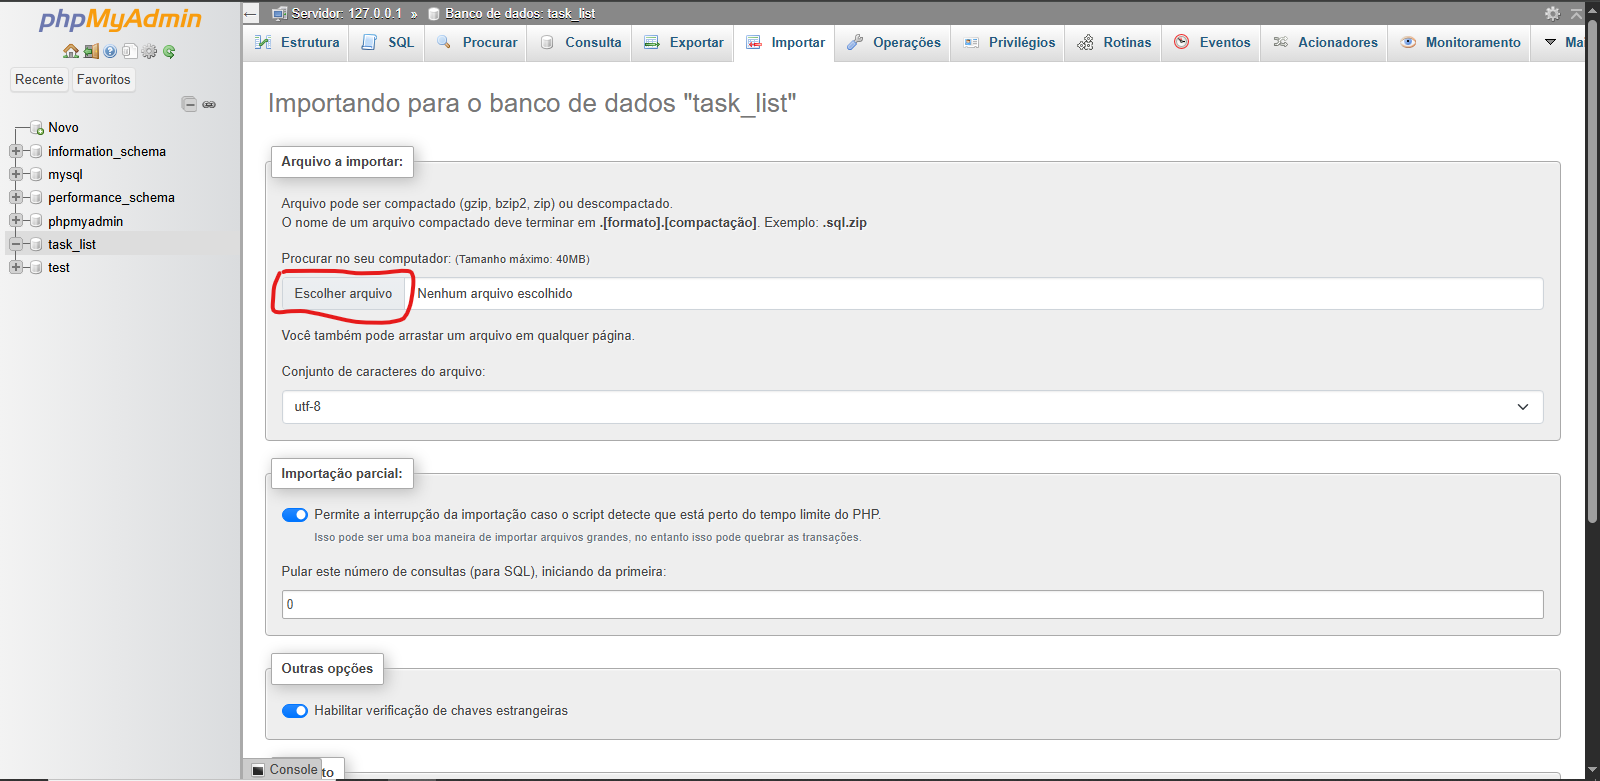 phpMyAdmin
Recente Favoritos
Novo
information_schema
mysql
performance_schema
phpmyadmin
task_list
test
Servidor: 127.0.0.1 » Banco de dados: task_list
Estrutura SQL Procurar Consulta Exportar Importar Operações Privilégios Rotinas Eventos Acionadores Monitoramento Mai
Importando para o banco de dados "task_list"
Arquivo a importar:
Arquivo pode ser compactado (gzip, bzip2, zip) ou descompactado.
O nome de um arquivo compactado deve terminar em .[formato].[compactação]. Exemplo: .sql.zip
Procurar no seu computador: (Tamanho máximo: 40MB)
Escolher arquivo Nenhum arquivo escolhido
Você também pode arrastar um arquivo em qualquer página.
Conjunto de caracteres do arquivo:
utf-8
Importação parcial:
Permite a interrupção da importação caso o script detecte que está perto do tempo limite do PHP.
Isso pode ser uma boa maneira de importar arquivos grandes, no entanto isso pode quebrar as transações.
Pular este número de consultas (para SQL), iniciando da primeira:
0
Outras opções
Habilitar verificação de chaves estrangeiras
Console to